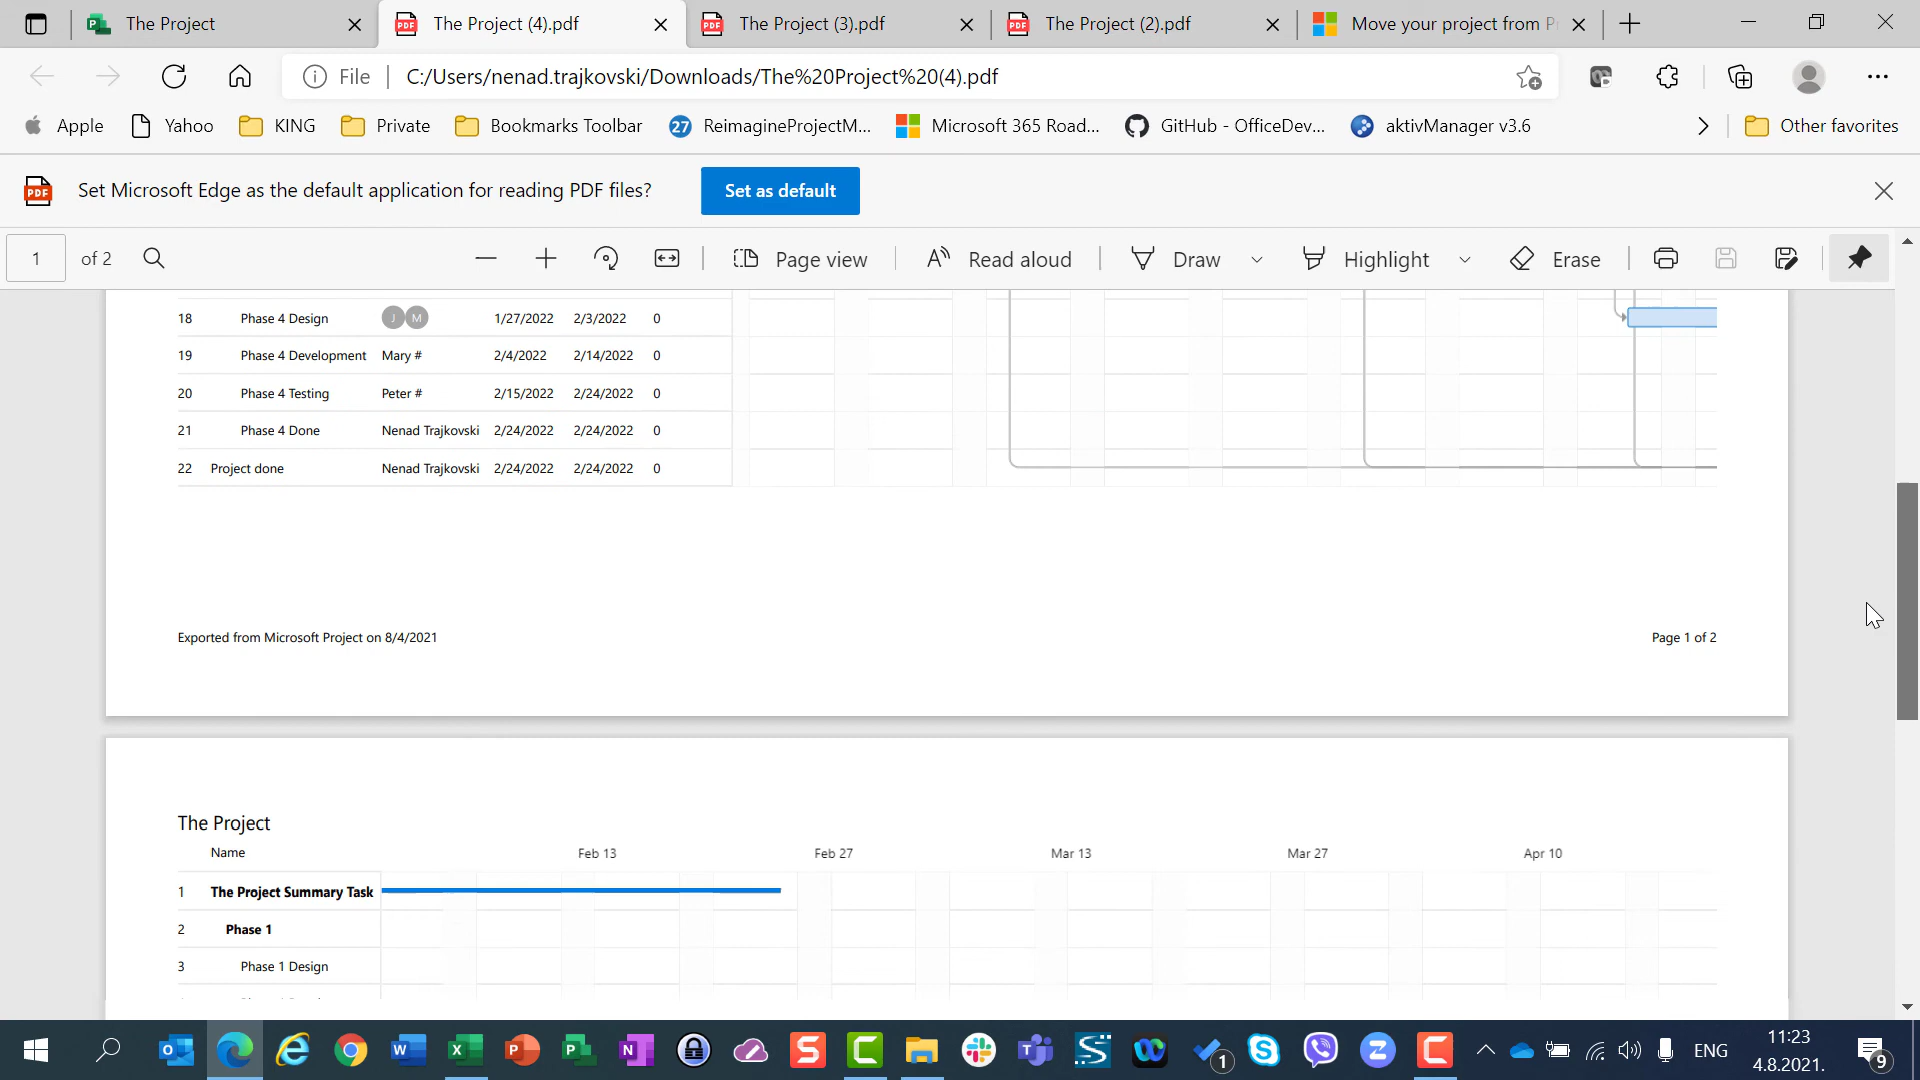 The Project
The Project (4).pdf
The Project (3).pdf
The Project (2).pdf
Move your project from P
File
C:/Users/nenad.trajkovski/Downloads/The%20Project%20(4).pdf
Apple
Yahoo
KING
Private
Bookmarks Toolbar
27
ReimagineProjectM...
Microsoft 365 Road...
GitHub - OfficeDev...
aktivManager v3.6
Other favorites
PDF
Set Microsoft Edge as the default application for reading PDF files?
Set as default
1 of 2
Page view
Read aloud
Draw
Highlight
Erase
18 Phase 4 Design J M 1/27/2022 2/3/2022 0
19 Phase 4 Development Mary # 2/4/2022 2/14/2022 0
20 Phase 4 Testing Peter # 2/15/2022 2/24/2022 0
21 Phase 4 Done Nenad Trajkovski 2/24/2022 2/24/2022 0
22 Project done Nenad Trajkovski 2/24/2022 2/24/2022 0
Exported from Microsoft Project on 8/4/2021
Page 1 of 2
The Project
Name Feb 13 Feb 27 Mar 13 Mar 27 Apr 10
1 The Project Summary Task
2 Phase 1
3 Phase 1 Design
1
ENG
11:23
4.8.2021.
9